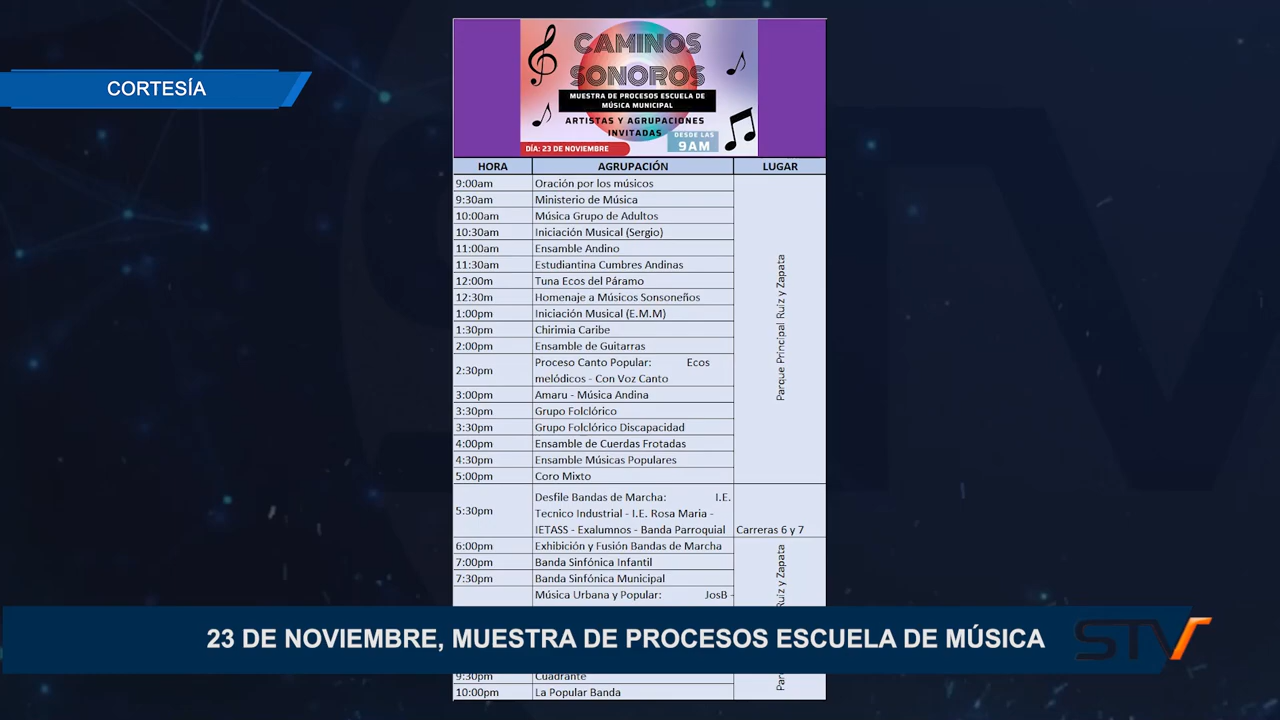 CORTESÍA
CAMINOS
SONOROS
MUESTRA DE PROCESOS ESCUELA DE
MÚSICA MUNICIPAL
ARTISTAS Y AGRUPACIONES
INVITADAS
DESDE LAS
9AM
DÍA: 23 DE NOVIEMBRE
HORA AGRUPACIÓN LUGAR
9:00am Oración por los músicos
9:30am Ministerio de Música
10:00am Música Grupo de Adultos
10:30am Iniciación Musical (Sergio)
11:00am Ensamble Andino
11:30am Estudiantina Cumbres Andinas
12:00m Tuna Ecos del Páramo
12:30m Homenaje a Músicos Sonsoneños
1:00pm Iniciación Musical (E.M.M)
1:30pm Chirimia Caribe
2:00pm Ensamble de Guitarras
2:30pm Proceso Canto Popular: Ecos
melódicos - Con Voz Canto
3:00pm Amaru - Música Andina
3:30pm Grupo Folclórico
3:30pm Grupo Folclórico Discapacidad
4:00pm Ensamble de Cuerdas Frotadas
4:30pm Ensamble Músicas Populares
5:00pm Coro Mixto
Parque Principal Ruíz y Zapata
5:30pm Desfile Bandas de Marcha: I.E.
Tecnico Industrial - I.E. Rosa Maria -
IETASS - Exalumnos - Banda Parroquial Carreras 6 y 7
6:00pm Exhibición y Fusión Bandas de Marcha
7:00pm Banda Sinfónica Infantil
7:30pm Banda Sinfónica Municipal
Música Urbana y Popular: JosB -
y Zapata
23 DE NOVIEMBRE, MUESTRA DE PROCESOS ESCUELA DE MÚSICA
STV
9:30pm Cuadrante
10:00pm La Popular Banda